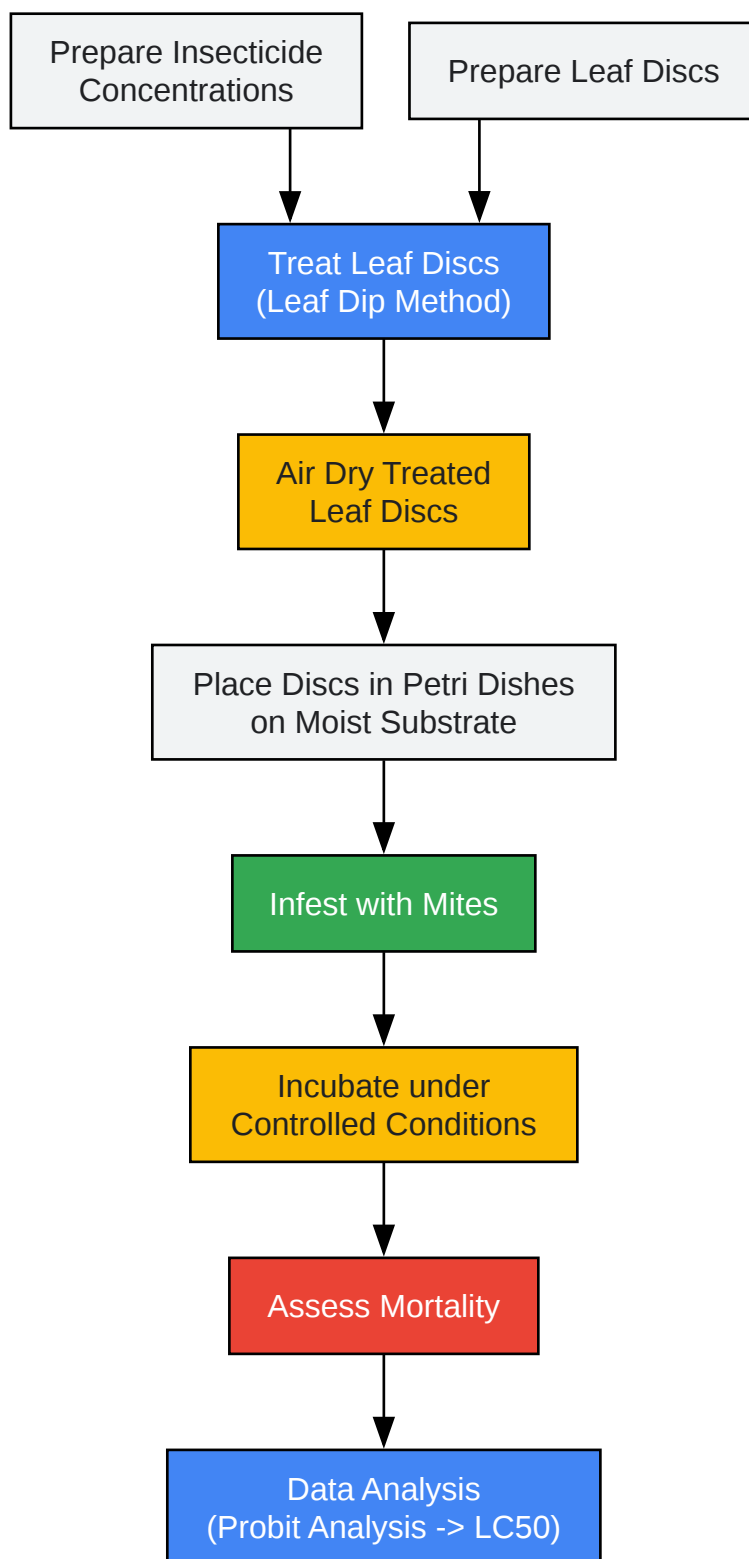 Prepare Insecticide
Concentrations
Prepare Leaf Discs
Treat Leaf Discs
(Leaf Dip Method)
Air Dry Treated
Leaf Discs
Place Discs in Petri Dishes
on Moist Substrate
Infest with Mites
Incubate under
Controlled Conditions
Assess Mortality
Data Analysis
(Probit Analysis -> LC50)